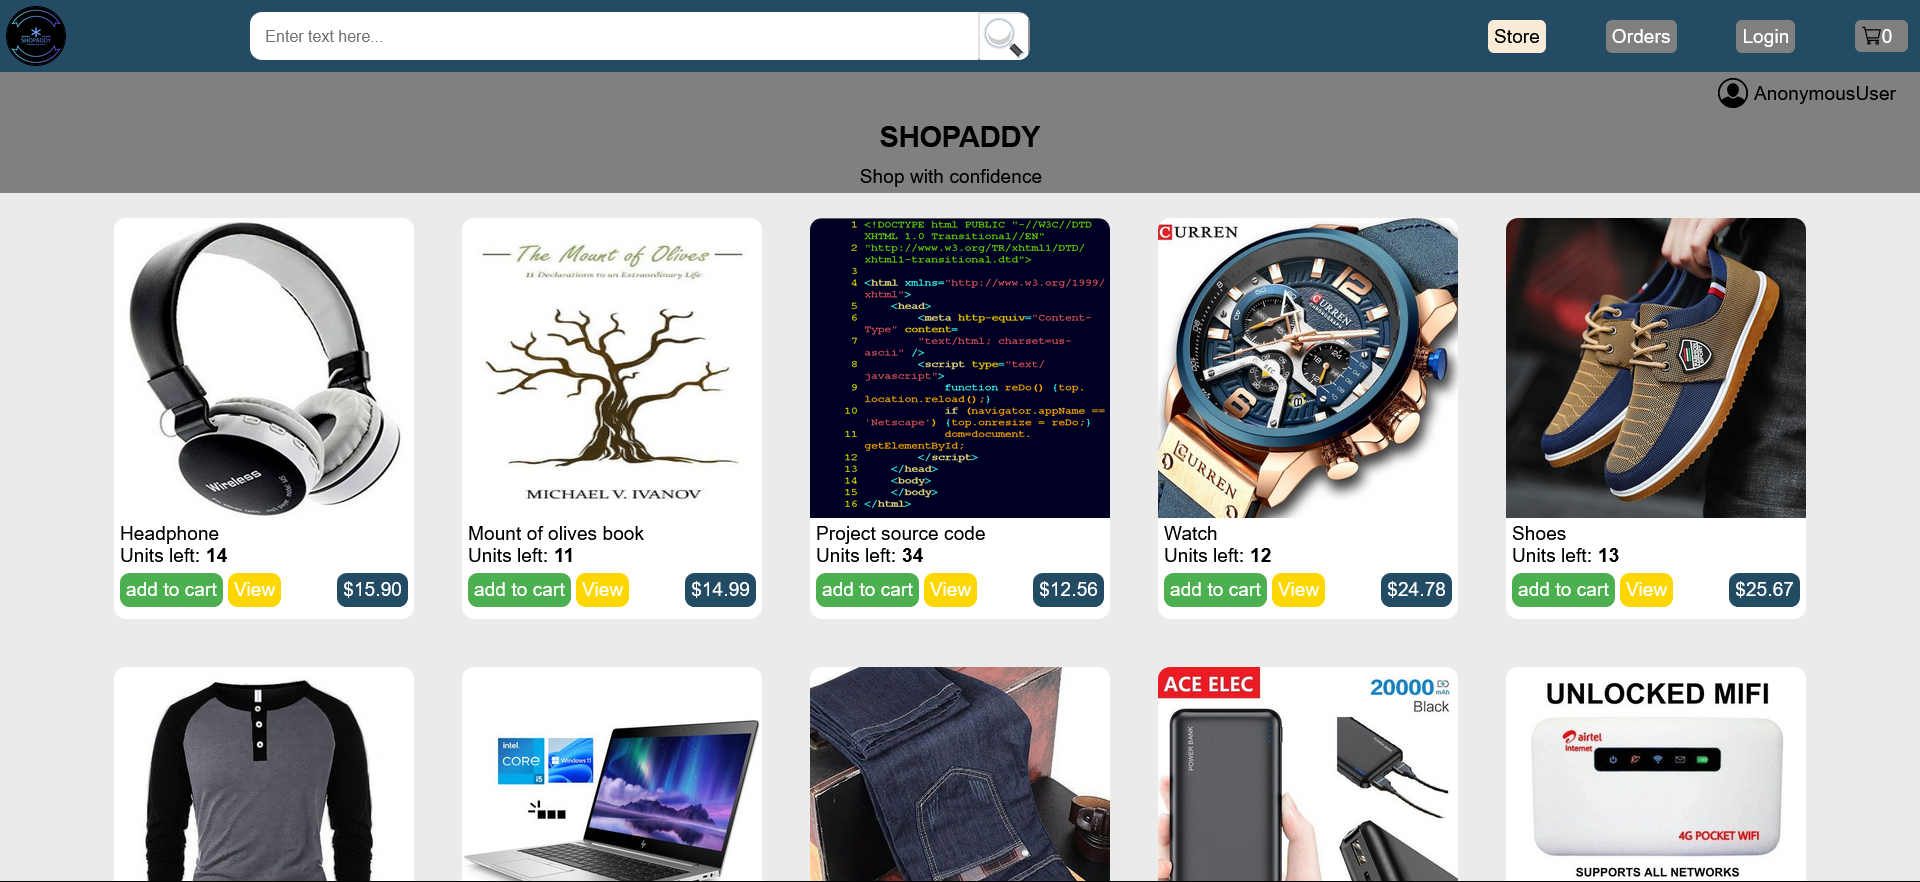 SHOPADDY
Enter text here...
Store
Orders
Login
0
AnonymousUser
SHOPADDY
Shop with confidence
Wireless
Headphone
Units left: 14
add to cart View $15.90
The Mount of Olives
11 Declarations to an Extraordinary Life
MICHAEL V. IVANOV
Mount of olives book
Units left: 11
add to cart View $14.99
1 <!DOCTYPE html PUBLIC "-//W3C//DTD
XHTML 1.0 Transitional//EN"
2 "http://www.w3.org/TR/xhtml1/DTD/
xhtml1-transitional.dtd">
3
4 <html xmlns="http://www.w3.org/1999/
xhtml">
5 <head>
6 <meta http-equiv="Content-
Type" content=
7 "text/html; charset=us-
ascii" />
8 <script type="text/
javascript">
9 function reDo() {top.
location.reload();}
10 if (navigator.appName ==
'Netscape') {top.onresize = reDo;}
11 dom=document.
getElementById;
12 </script>
13 </head>
14 <body>
15 </body>
16 </html>
Project source code
Units left: 34
add to cart View $12.56
CURREN
CURREN
CURREN
Watch
Units left: 12
add to cart View $24.78
Shoes
Units left: 13
add to cart View $25.67
intel
CORE
i5
Windows 11
hp
ACE ELEC
20000 mAh
Black
POWER BANK
UNLOCKED MIFI
airtel
internet
4G POCKET WIFI
SUPPORTS ALL NETWORKS